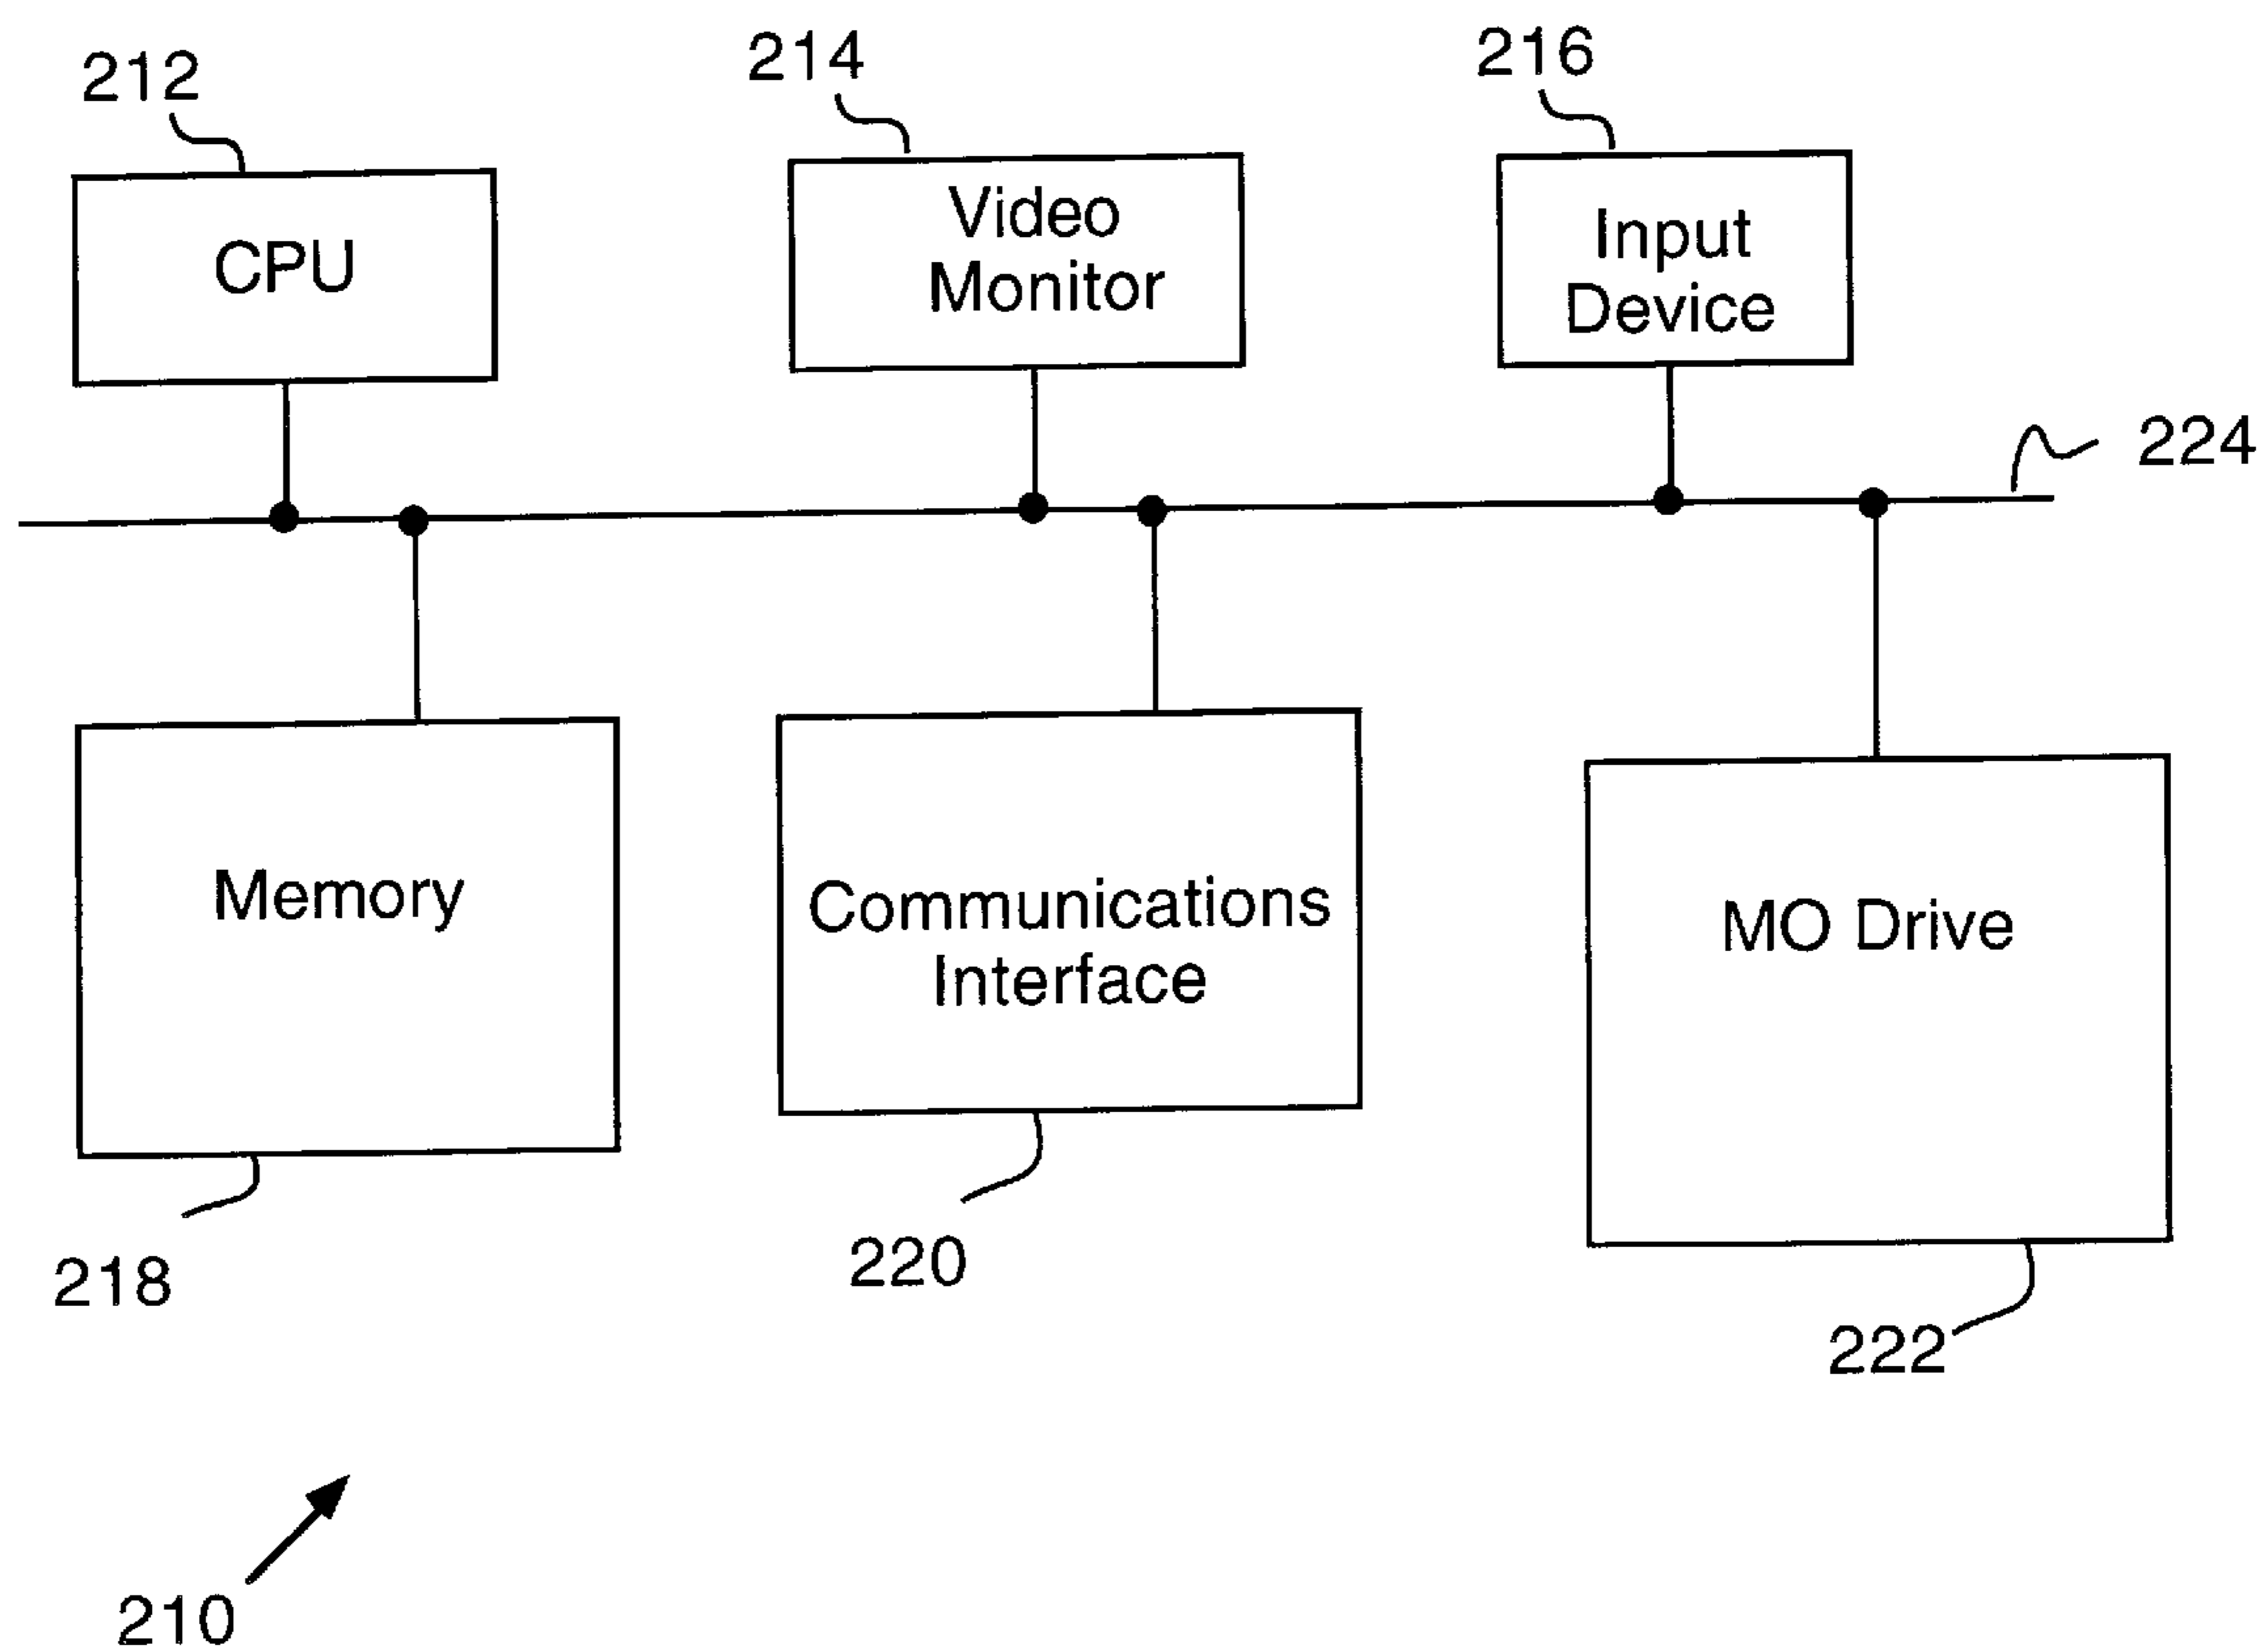 212
214
216
CPU
Video
Monitor
Input
Device
224
Memory
Communications
Interface
MO Drive
218
220
222
210